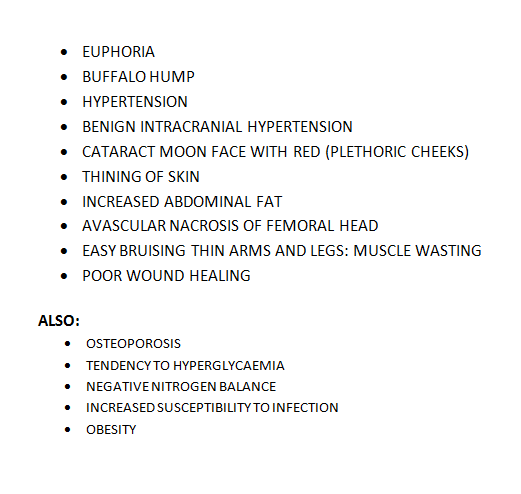 • EUPHORIA
• BUFFALO HUMP
• HYPERTENSION
• BENIGN INTRACRANIAL HYPERTENSION
• CATARACT MOON FACE WITH RED (PLETHORIC CHEEKS)
• THINING OF SKIN
• INCREASED ABDOMINAL FAT
• AVASCULAR NACROSIS OF FEMORAL HEAD
• EASY BRUISING THIN ARMS AND LEGS: MUSCLE WASTING
• POOR WOUND HEALING
ALSO:
• OSTEOPOROSIS
• TENDENCY TO HYPERGLYCAEMIA
• NEGATIVE NITROGEN BALANCE
• INCREASED SUSCEPTIBILITY TO INFECTION
• OBESITY